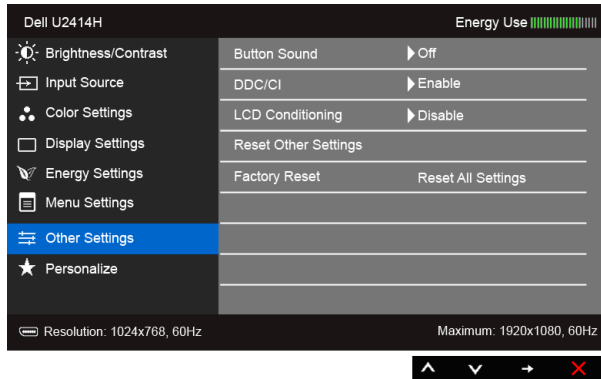 Dell U2414H Energy Use
Brightness/Contrast Button Sound Off
Input Source DDC/CI Enable
Color Settings LCD Conditioning Disable
Display Settings Reset Other Settings
Energy Settings Factory Reset Reset All Settings
Menu Settings
Other Settings
Personalize
Resolution: 1024x768, 60Hz Maximum: 1920x1080, 60Hz